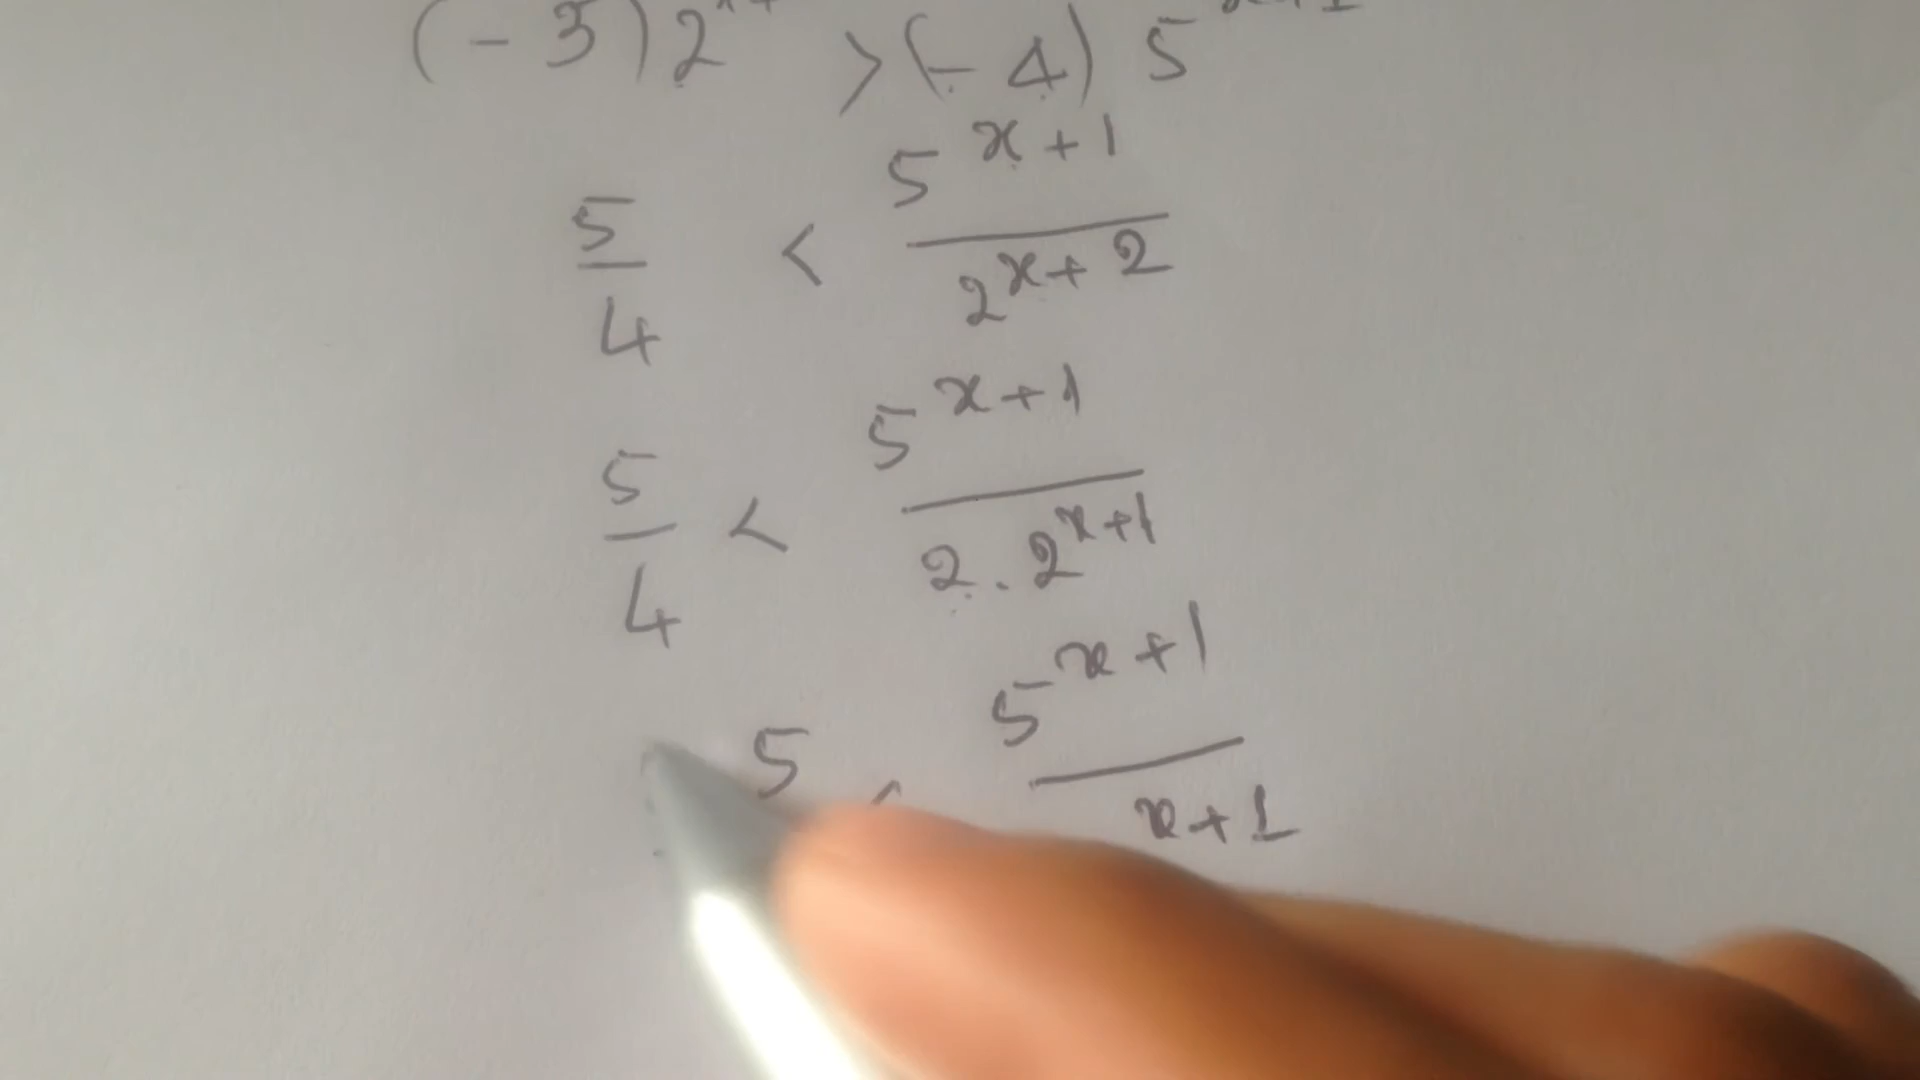 (-5) 2 > (-4) 5
5/4 < 5^{x+1}/2^{x+2}
5/4 < 5^{x+1}/2.2^{x+1}
5 < 5^{x+1}/x+1